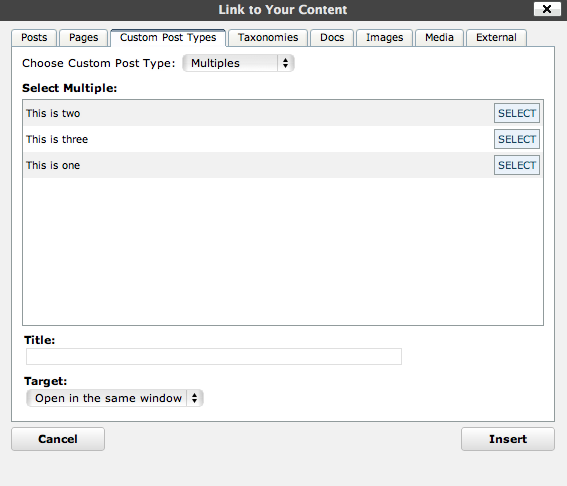 Link to Your Content
Posts Pages Custom Post Types Taxonomies Docs Images Media External
Choose Custom Post Type: Multiples
Select Multiple:
This is two SELECT
This is three SELECT
This is one SELECT
Title:
Target:
Open in the same window
Cancel Insert